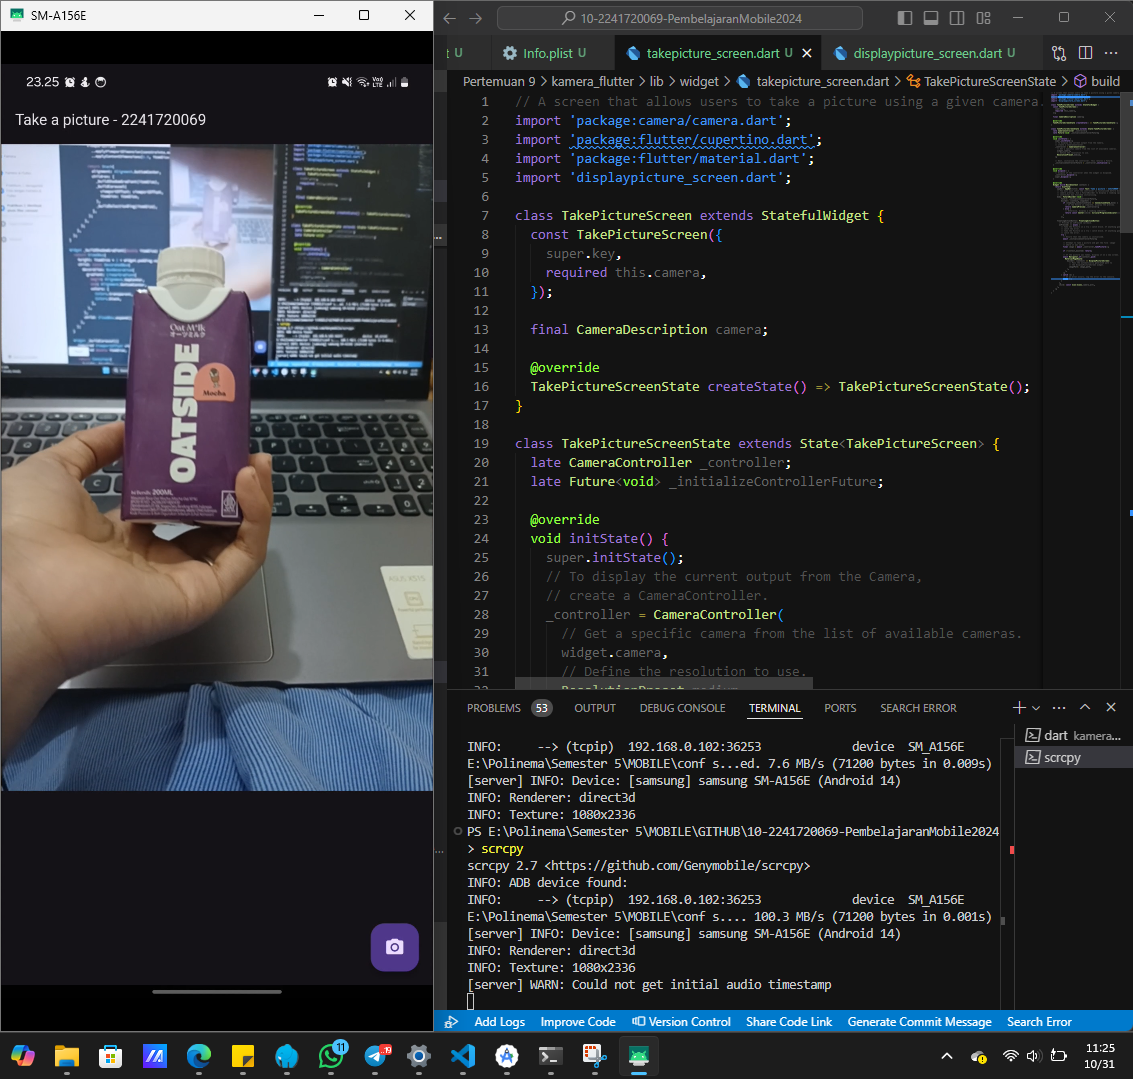 SM-A156E
23.25
Take a picture - 2241720069
Oat M*lk
オーツミルク
OATSIDE
Mocha
200ML
10-2241720069-PembelajaranMobile2024
t U
Info.plist U
takepicture_screen.dart U
displaypicture_screen.dart U
Pertemuan 9 > kamera_flutter > lib > widget > takepicture_screen.dart > TakePictureScreenState > build
1 // A screen that allows users to take a picture using a given camera.
2 import 'package:camera/camera.dart';
3 import 'package:flutter/cupertino.dart';
4 import 'package:flutter/material.dart';
5 import 'displaypicture_screen.dart';
6
7 class TakePictureScreen extends StatefulWidget {
8 const TakePictureScreen({
9 super.key,
10 required this.camera,
11 });
12
13 final CameraDescription camera;
14
15 @override
16 TakePictureScreenState createState() => TakePictureScreenState();
17 }
18
19 class TakePictureScreenState extends State<TakePictureScreen> {
20 late CameraController _controller;
21 late Future<void> _initializeControllerFuture;
22
23 @override
24 void initState() {
25 super.initState();
26 // To display the current output from the Camera,
27 // create a CameraController.
28 _controller = CameraController(
29 // Get a specific camera from the list of available cameras.
30 widget.camera,
31 // Define the resolution to use.
32 ResolutionPreset.medium,
PROBLEMS 53 OUTPUT DEBUG CONSOLE TERMINAL PORTS SEARCH ERROR
dart kamera...
scrcpy
INFO: --> (tcpip) 192.168.0.102:36253 device SM_A156E
E:\Polinema\Semester 5\MOBILE\conf s...ed. 7.6 MB/s (71200 bytes in 0.009s)
[server] INFO: Device: [samsung] samsung SM-A156E (Android 14)
INFO: Renderer: direct3d
INFO: Texture: 1080x2336
PS E:\Polinema\Semester 5\MOBILE\GITHUB\10-2241720069-PembelajaranMobile2024
> scrcpy
scrcpy 2.7 <https://github.com/Genymobile/scrcpy>
INFO: ADB device found:
INFO: --> (tcpip) 192.168.0.102:36253 device SM_A156E
E:\Polinema\Semester 5\MOBILE\conf s.... 100.3 MB/s (71200 bytes in 0.001s)
[server] INFO: Device: [samsung] samsung SM-A156E (Android 14)
INFO: Renderer: direct3d
INFO: Texture: 1080x2336
[server] WARN: Could not get initial audio timestamp
Add Logs Improve Code Version Control Share Code Link Generate Commit Message Search Error
11
19
11:25
10/31